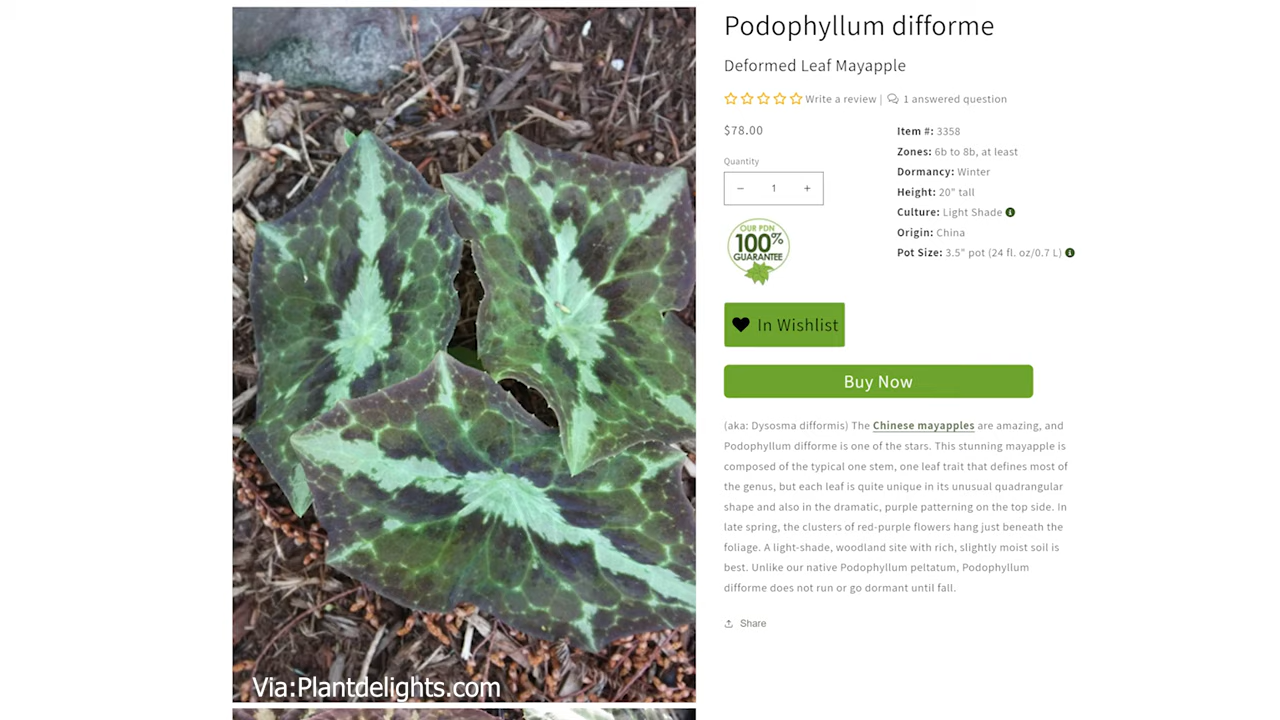 Podophyllum difforme
Deformed Leaf Mayapple
Write a review | 1 answered question
$78.00
Quantity
− 1 +
OUR PDN
100%
GUARANTEE
Item #: 3358
Zones: 6b to 8b, at least
Dormancy: Winter
Height: 20" tall
Culture: Light Shade
Origin: China
Pot Size: 3.5" pot (24 fl. oz/0.7 L)
In Wishlist
Buy Now
(aka: Dysosma difformis) The Chinese mayapples are amazing, and
Podophyllum difforme is one of the stars. This stunning mayapple is
composed of the typical one stem, one leaf trait that defines most of
the genus, but each leaf is quite unique in its unusual quadrangular
shape and also in the dramatic, purple patterning on the top side. In
late spring, the clusters of red-purple flowers hang just beneath the
foliage. A light-shade, woodland site with rich, slightly moist soil is
best. Unlike our native Podophyllum peltatum, Podophyllum
difforme does not run or go dormant until fall.
Share
Via:Plantdelights.com